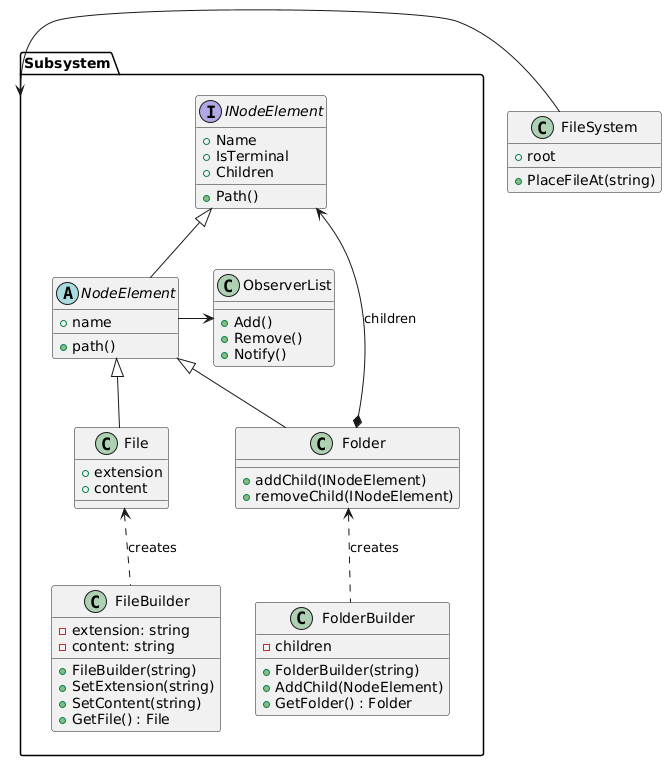 Subsystem
I INodeElement
Name
IsTerminal
Children
Path()
C FileSystem
root
PlaceFileAt(string)
A NodeElement
name
path()
C ObserverList
Add()
Remove()
Notify()
children
C File
extension
content
C Folder
addChild(INodeElement)
removeChild(INodeElement)
creates
creates
C FileBuilder
extension: string
content: string
FileBuilder(string)
SetExtension(string)
SetContent(string)
GetFile() : File
C FolderBuilder
children
FolderBuilder(string)
AddChild(NodeElement)
GetFolder() : Folder